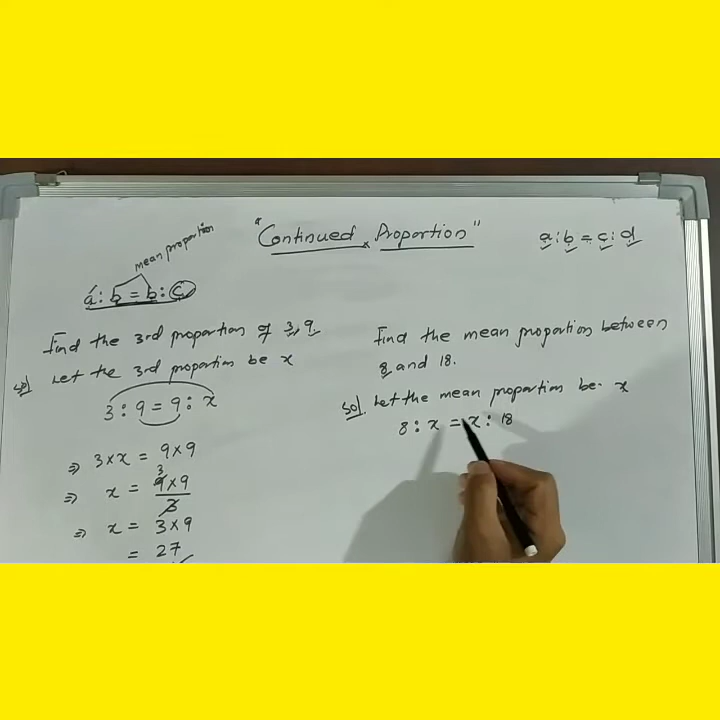 "Continued Proportion"
a : b = c : d
mean proportion
a : b = b : c
Find the 3rd proportion of 3, 9.
Sol Let the 3rd proportion be x
3 : 9 = 9 : x
⇒ 3 × x = 9 × 9
3
⇒ x = 9 × 9
3
⇒ x = 3 × 9
= 27
Find the mean proportion between
8 and 18.
Sol. Let the mean proportion be x
8 : x = x : 18